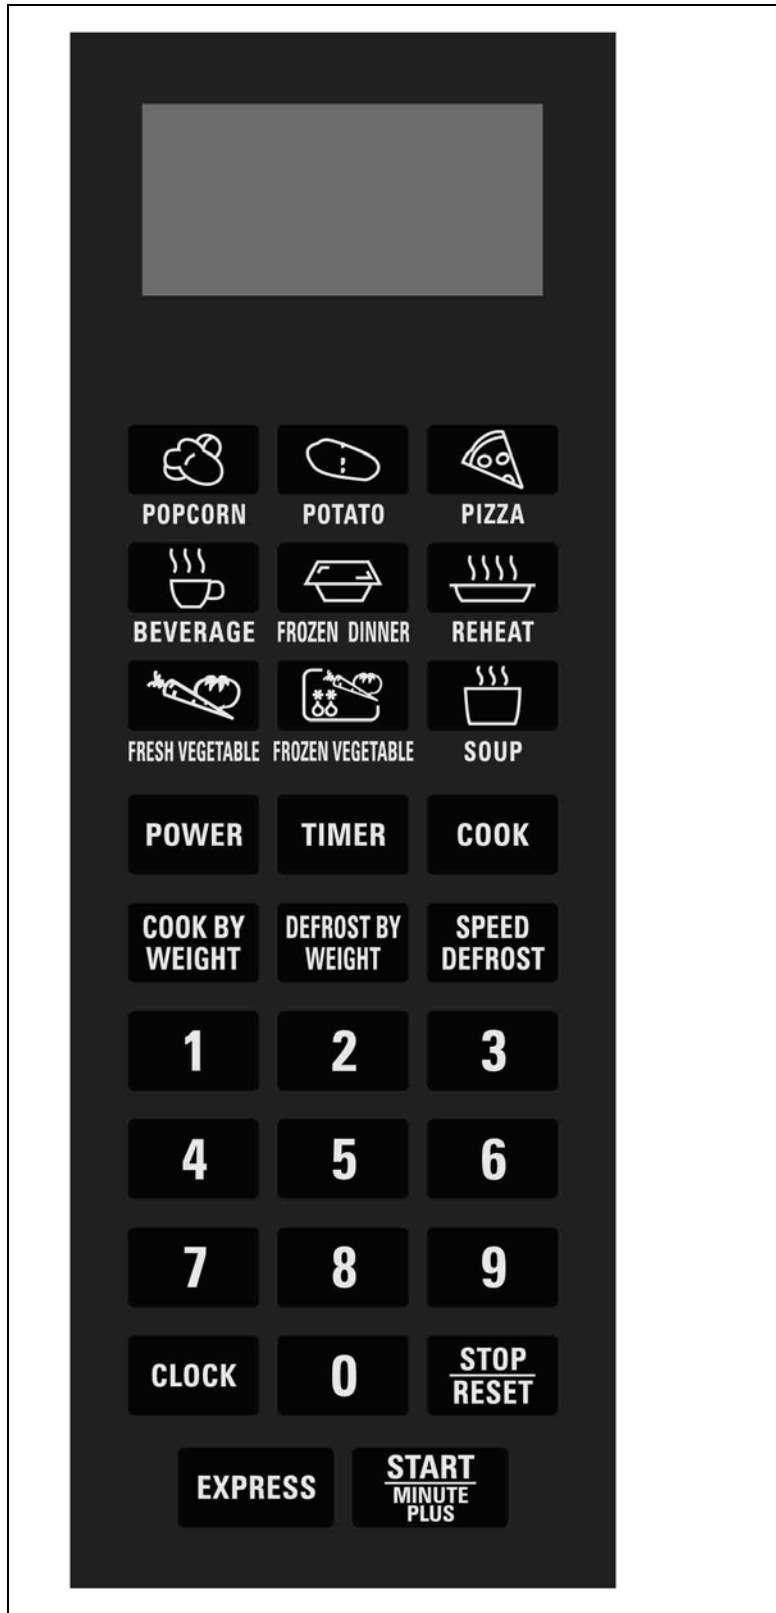 POPCORN POTATO PIZZA
BEVERAGE FROZEN DINNER REHEAT
FRESH VEGETABLE FROZEN VEGETABLE SOUP
POWER TIMER COOK
COOK BY WEIGHT DEFROST BY WEIGHT SPEED DEFROST
1 2 3
4 5 6
7 8 9
CLOCK 0 STOP RESET
EXPRESS START MINUTE PLUS